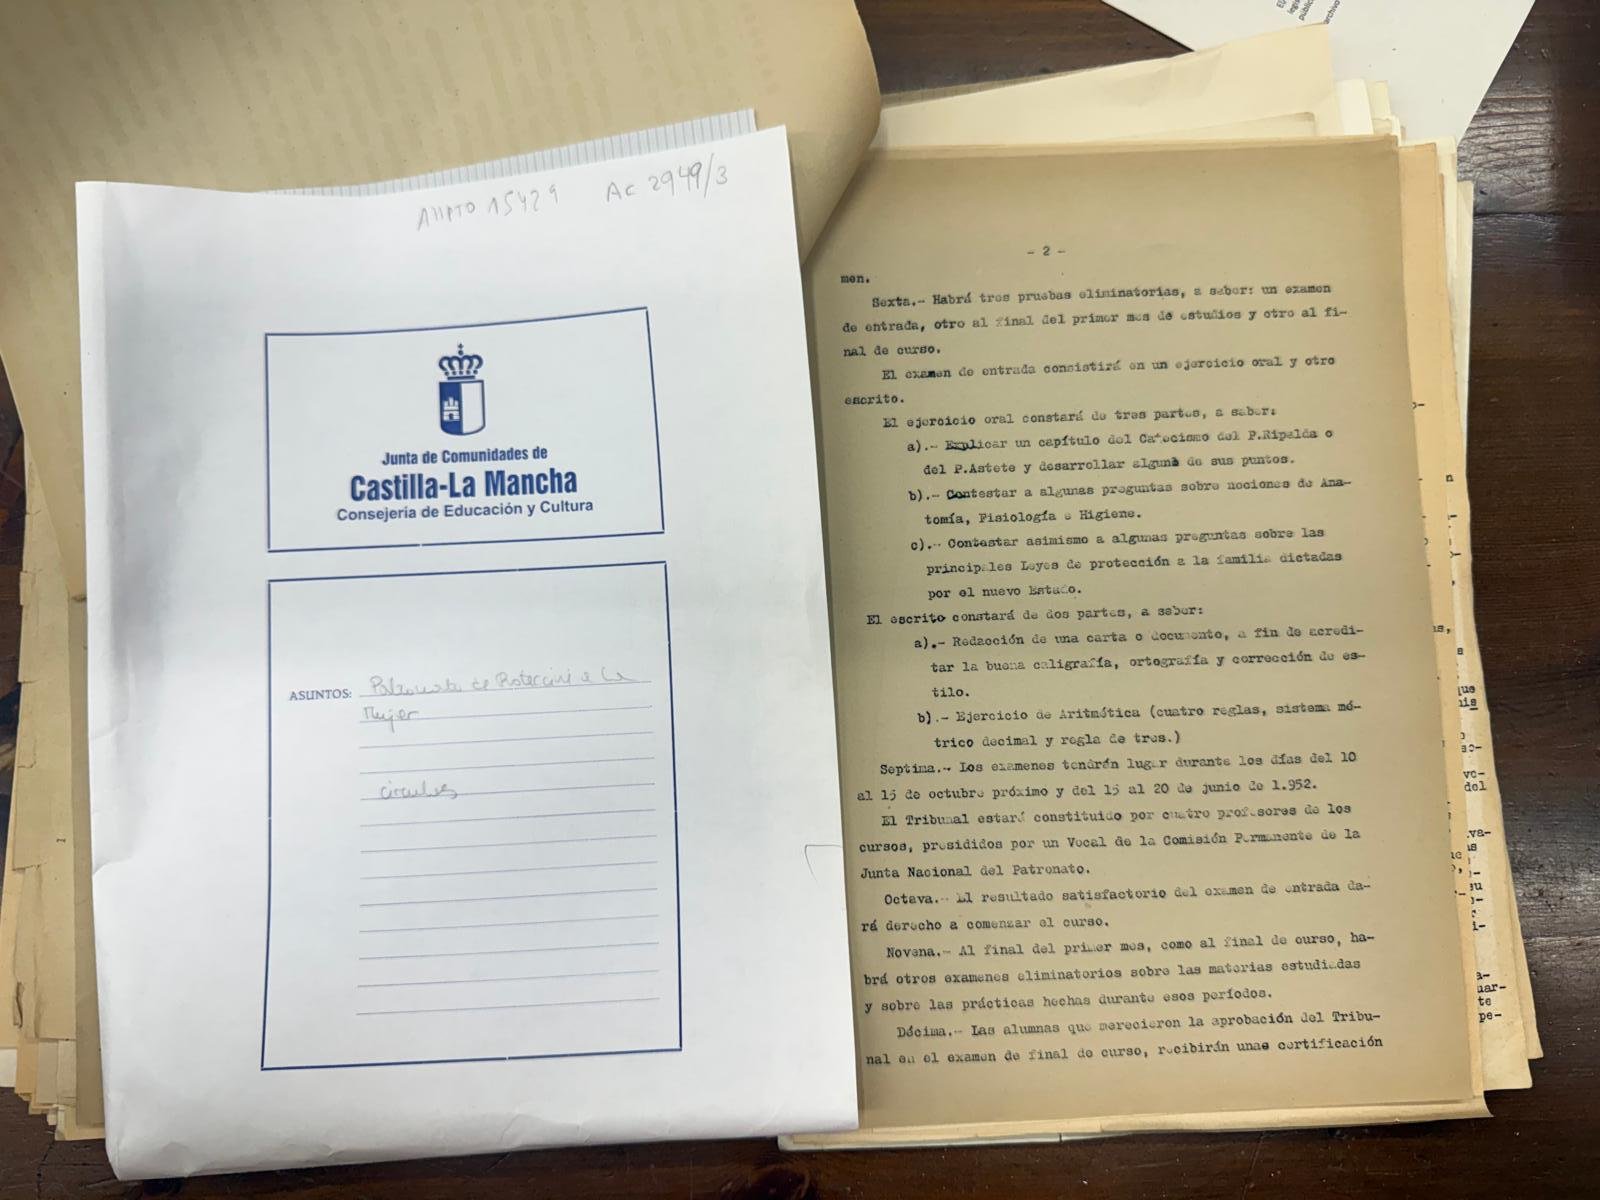 AHPTO 15429 AC 2949/3
Junta de Comunidades de
Castilla-La Mancha
Consejería de Educación y Cultura
ASUNTOS: Patronato de Protección a la
Mujer
circulares
- 2 -
men.
Sexta.- Habrá tres pruebas eliminatorias, a saber: un examen
de entrada, otro al final del primer mes de estudios y otro al fi-
nal de curso.
El examen de entrada consistirá en un ejercicio oral y otro
escrito.
El ejercicio oral constará de tres partes, a saber:
a).- Explicar un capítulo del Catecismo del P.Ripalda o
del P.Astete y desarrollar alguno de sus puntos.
b).- Contestar a algunas preguntas sobre nociones de Ana-
tomía, Fisiología e Higiene.
c).- Contestar asimismo a algunas preguntas sobre las
principales Leyes de protección a la familia dictadas
por el nuevo Estado.
El escrito constará de dos partes, a saber:
a).- Redacción de una carta o documento, a fin de acredi-
tar la buena caligrafía, ortografía y corrección de es-
tilo.
b).- Ejercicio de Aritmética (cuatro reglas, sistema mé-
trico decimal y regla de tres.)
Septima.- Los examenes tendrán lugar durante los días del 10
al 15 de octubre próximo y del 15 al 20 de junio de 1.952.
El Tribunal estará constituido por cuatro profesores de los
cursos, presididos por un Vocal de la Comisión Permanente de la
Junta Nacional del Patronato.
Octava.- El resultado satisfactorio del examen de entrada da-
rá derecho a comenzar el curso.
Novena.- Al final del primer mes, como al final de curso, ha-
brá otros examenes eliminatorios sobre las materias estudiadas
y sobre las prácticas hechas durante esos períodos.
Décima.- Las alumnas que merecieron la aprobación del Tribu-
nal en el examen de final de curso, recibirán unas certificación